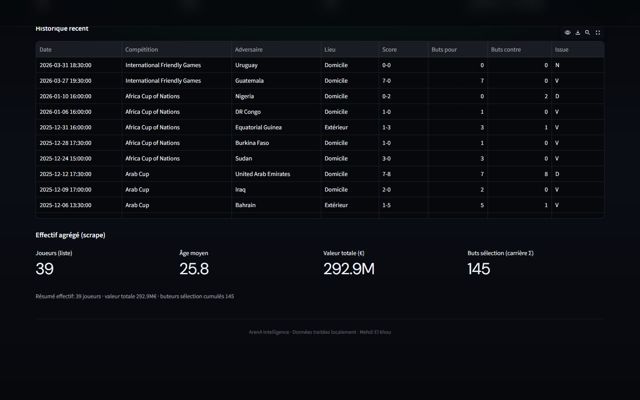 Historique récent
Date Compétition Adversaire Lieu Score Buts pour Buts contre Issue
2026-03-31 18:30:00 International Friendly Games Uruguay Domicile 0-0 0 0 N
2026-03-27 19:30:00 International Friendly Games Guatemala Domicile 7-0 7 0 V
2026-01-10 16:00:00 Africa Cup of Nations Nigeria Domicile 0-2 0 2 D
2026-01-06 16:00:00 Africa Cup of Nations DR Congo Domicile 1-0 1 0 V
2025-12-31 16:00:00 Africa Cup of Nations Equatorial Guinea Extérieur 1-3 3 1 V
2025-12-28 17:30:00 Africa Cup of Nations Burkina Faso Domicile 1-0 1 0 V
2025-12-24 15:00:00 Africa Cup of Nations Sudan Domicile 3-0 3 0 V
2025-12-12 17:30:00 Arab Cup United Arab Emirates Domicile 7-8 7 8 D
2025-12-09 17:00:00 Arab Cup Iraq Domicile 2-0 2 0 V
2025-12-06 13:30:00 Arab Cup Bahrain Extérieur 1-5 5 1 V
Effectif agrégé (scrape)
Joueurs (liste) Âge moyen Valeur totale (€) Buts sélection (carrière Σ)
39 25.8 292.9M 145
Résumé effectif: 39 joueurs · valeur totale 292.9M€ · buteurs sélection cumulés 145
ArenA Intelligence · Données traitées localement · Mehdi El khou